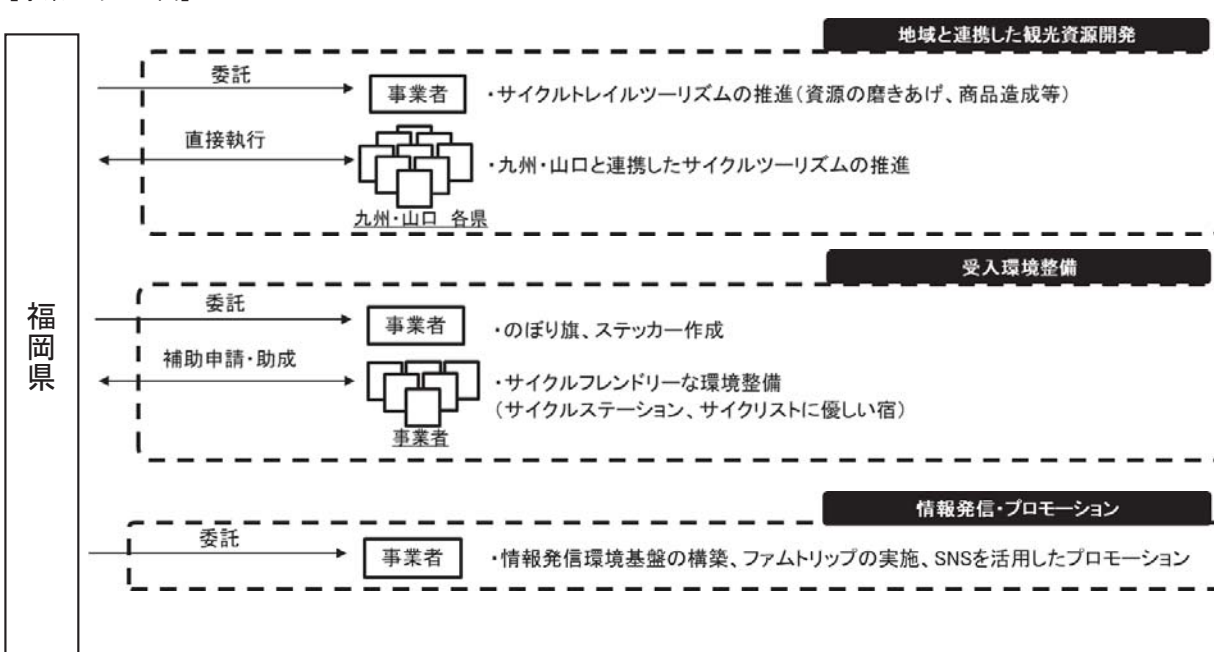 福岡県
地域と連携した観光資源開発
委託
事業者
・サイクルトレイルツーリズムの推進(資源の磨きあげ、商品造成等)
直接執行
・九州・山口と連携したサイクルツーリズムの推進
九州・山口 各県
受入環境整備
委託
事業者
・のぼり旗、ステッカー作成
補助申請・助成
・サイクルフレンドリーな環境整備
(サイクルステーション、サイクリストに優しい宿)
事業者
情報発信・プロモーション
委託
事業者
・情報発信環境基盤の構築、ファムトリップの実施、SNSを活用したプロモーション